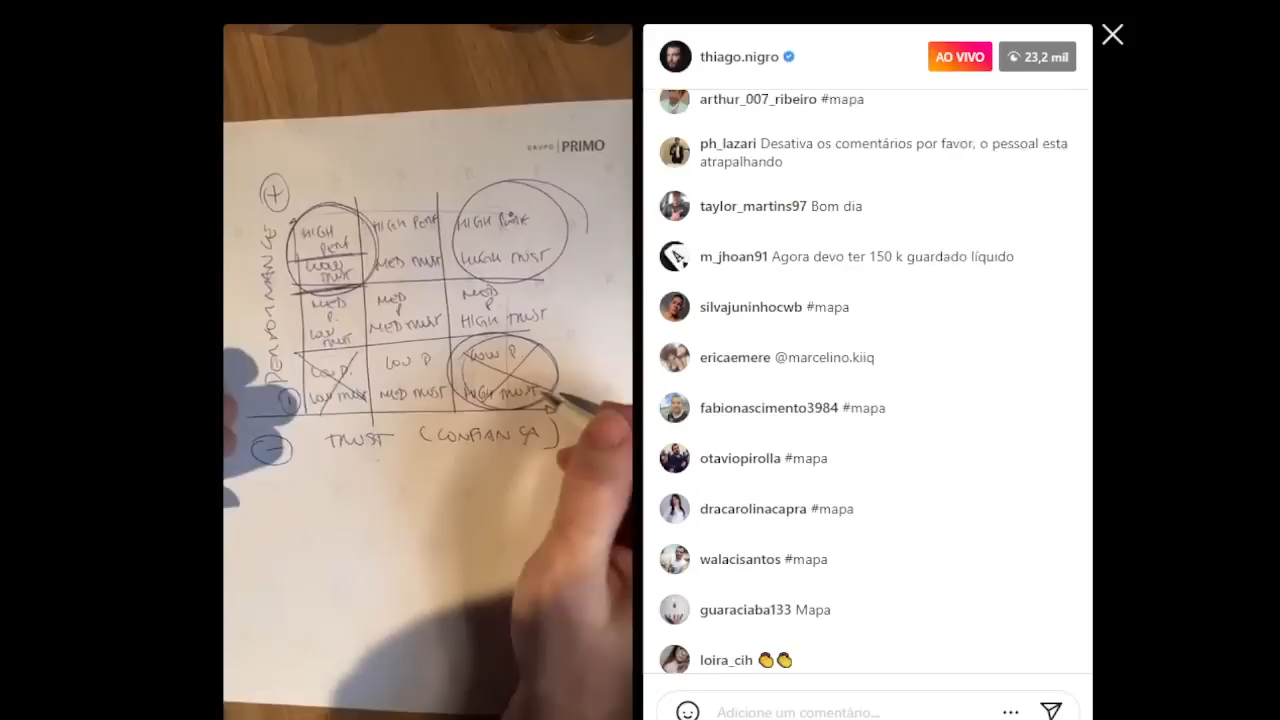 GRUPO | PRIMO
PERFORMANCE
HIGH PERF
LOW TRUST
HIGH PERF
MED TRUST
HIGH PERF
HIGH TRUST
MED P.
LOW TRUST
MED P
MED TRUST
MED P
HIGH TRUST
LOW P.
LOW TRUST
LOW P
MED TRUST
LOW P
HIGH TRUST
TRUST (CONFIANÇA)
thiago.nigro
AO VIVO
23,2 mil
arthur_007_ribeiro #mapa
ph_lazari Desativa os comentários por favor, o pessoal esta
atrapalhando
taylor_martins97 Bom dia
m_jhoan91 Agora devo ter 150 k guardado líquido
silvajuninhocwb #mapa
ericaemere @marcelino.kiiq
fabionascimento3984 #mapa
otaviopirolla #mapa
dracarolinacapra #mapa
walacisantos #mapa
guaraciaba133 Mapa
loira_cih 👏👏
Adicione um comentário...